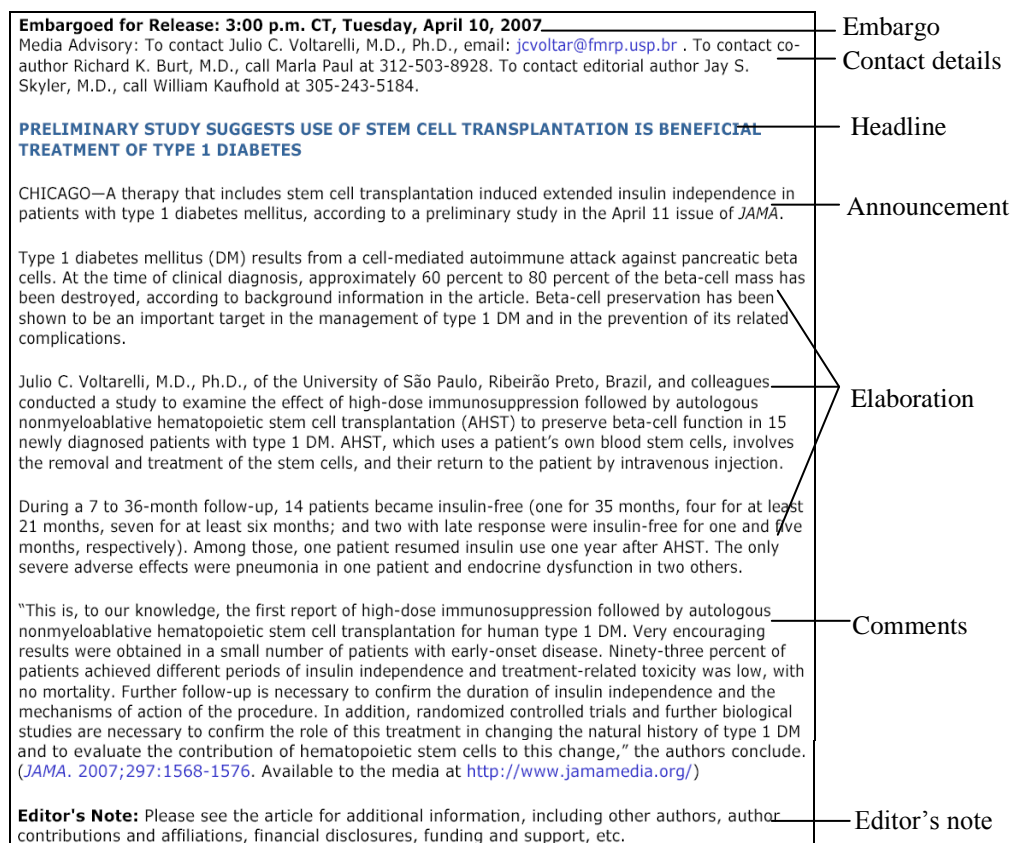 Embargoed for Release: 3:00 p.m. CT, Tuesday, April 10, 2007
Embargo
Media Advisory: To contact Julio C. Voltarelli, M.D., Ph.D., email: jcvoltar@fmrp.usp.br . To contact co-
author Richard K. Burt, M.D., call Marla Paul at 312-503-8928. To contact editorial author Jay S.
Contact details
Skyler, M.D., call William Kaufhold at 305-243-5184.
PRELIMINARY STUDY SUGGESTS USE OF STEM CELL TRANSPLANTATION IS BENEFICIAL
Headline
TREATMENT OF TYPE 1 DIABETES
CHICAGO—A therapy that includes stem cell transplantation induced extended insulin independence in
patients with type 1 diabetes mellitus, according to a preliminary study in the April 11 issue of JAMA.
Announcement
Type 1 diabetes mellitus (DM) results from a cell-mediated autoimmune attack against pancreatic beta
cells. At the time of clinical diagnosis, approximately 60 percent to 80 percent of the beta-cell mass has
been destroyed, according to background information in the article. Beta-cell preservation has been
shown to be an important target in the management of type 1 DM and in the prevention of its related
complications.
Julio C. Voltarelli, M.D., Ph.D., of the University of São Paulo, Ribeirão Preto, Brazil, and colleagues
conducted a study to examine the effect of high-dose immunosuppression followed by autologous
Elaboration
nonmyeloablative hematopoietic stem cell transplantation (AHST) to preserve beta-cell function in 15
newly diagnosed patients with type 1 DM. AHST, which uses a patient's own blood stem cells, involves
the removal and treatment of the stem cells, and their return to the patient by intravenous injection.
During a 7 to 36-month follow-up, 14 patients became insulin-free (one for 35 months, four for at least
21 months, seven for at least six months; and two with late response were insulin-free for one and five
months, respectively). Among those, one patient resumed insulin use one year after AHST. The only
severe adverse effects were pneumonia in one patient and endocrine dysfunction in two others.
"This is, to our knowledge, the first report of high-dose immunosuppression followed by autologous
nonmyeloablative hematopoietic stem cell transplantation for human type 1 DM. Very encouraging
Comments
results were obtained in a small number of patients with early-onset disease. Ninety-three percent of
patients achieved different periods of insulin independence and treatment-related toxicity was low, with
no mortality. Further follow-up is necessary to confirm the duration of insulin independence and the
mechanisms of action of the procedure. In addition, randomized controlled trials and further biological
studies are necessary to confirm the role of this treatment in changing the natural history of type 1 DM
and to evaluate the contribution of hematopoietic stem cells to this change," the authors conclude.
(JAMA. 2007;297:1568-1576. Available to the media at http://www.jamamedia.org/)
Editor's Note: Please see the article for additional information, including other authors, author
Editor's note
contributions and affiliations, financial disclosures, funding and support, etc.